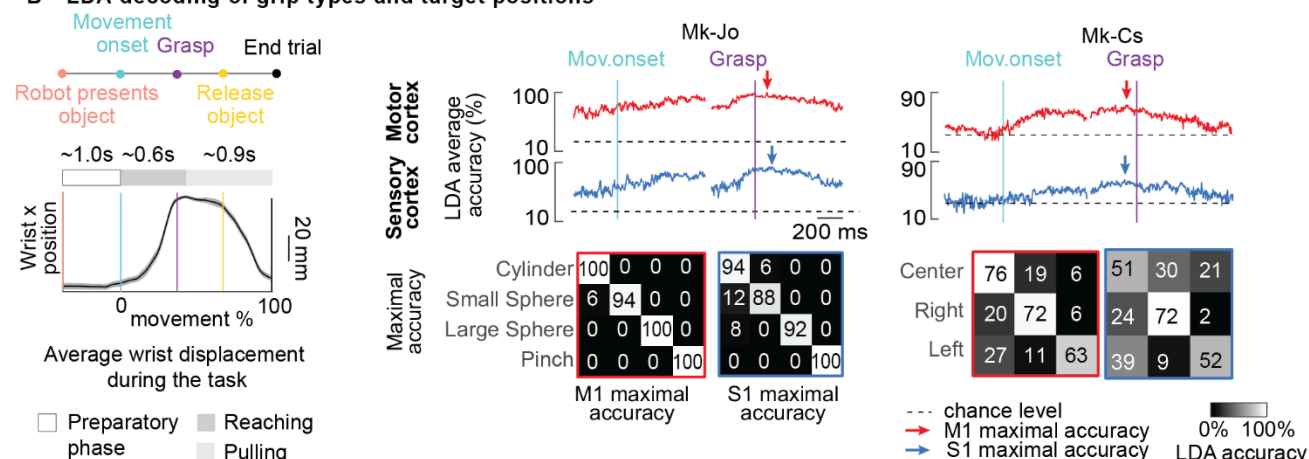 B LDA decoding of grip types and target positions
Movement
onset Grasp End trial
Robot presents
object
Release
object
~1.0s ~0.6s ~0.9s
Wrist x
position
20 mm
0 100
movement %
Average wrist displacement
during the task
Preparatory
phase
Reaching
Pulling
Mk-Jo
Mov.onset Grasp
Motor
cortex
Sensory
cortex
LDA average
accuracy (%)
100
10
100
10
200 ms
Mk-Cs
Mov.onset Grasp
90
10
90
10
Maximal
accuracy
Cylinder 100 0 0 0 94 6 0 0
Small Sphere 6 94 0 0 12 88 0 0
Large Sphere 0 0 100 0 8 0 92 0
Pinch 0 0 0 100 0 0 0 100
M1 maximal
accuracy
S1 maximal
accuracy
Center 76 19 6 51 30 21
Right 20 72 6 24 72 2
Left 27 11 63 39 9 52
chance level
M1 maximal accuracy
S1 maximal accuracy
0% 100%
LDA accuracy